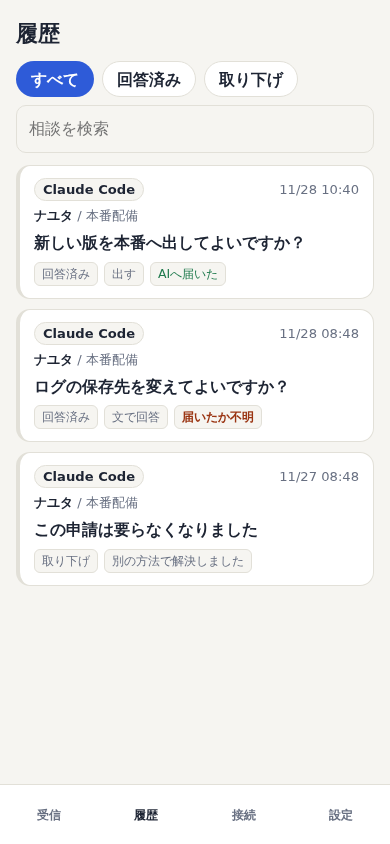 履歴
すべて 回答済み 取り下げ
相談を検索
Claude Code 11/28 10:40
ナユタ / 本番配備
新しい版を本番へ出してよいですか？
回答済み 出す AIへ届いた
Claude Code 11/28 08:48
ナユタ / 本番配備
ログの保存先を変えてよいですか？
回答済み 文で回答 届いたか不明
Claude Code 11/27 08:48
ナユタ / 本番配備
この申請は要らなくなりました
取り下げ 別の方法で解決しました
受信 履歴 接続 設定